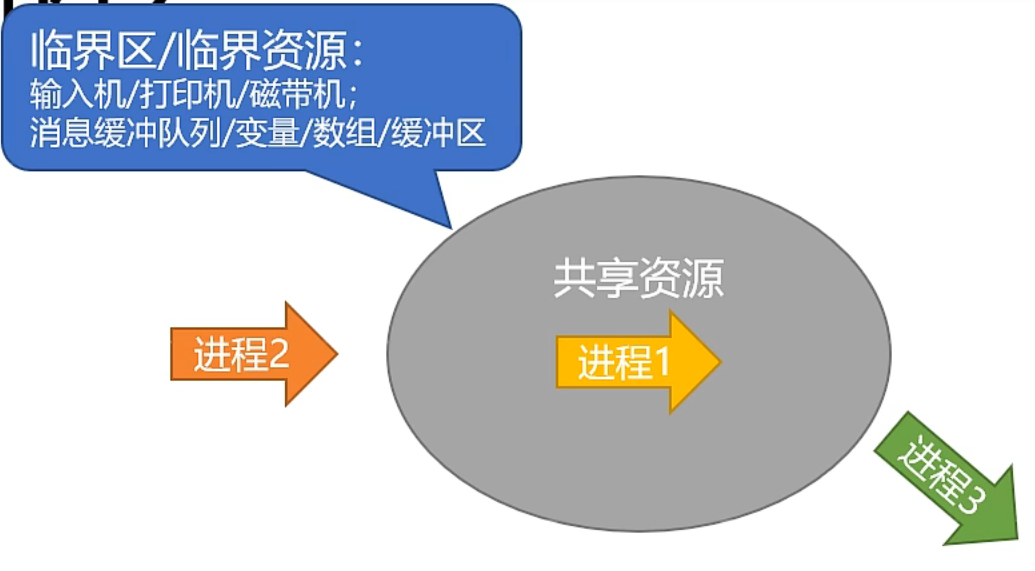 临界区/临界资源：
输入机/打印机/磁带机；
消息缓冲队列/变量/数组/缓冲区
共享资源
进程2
进程1
进程3